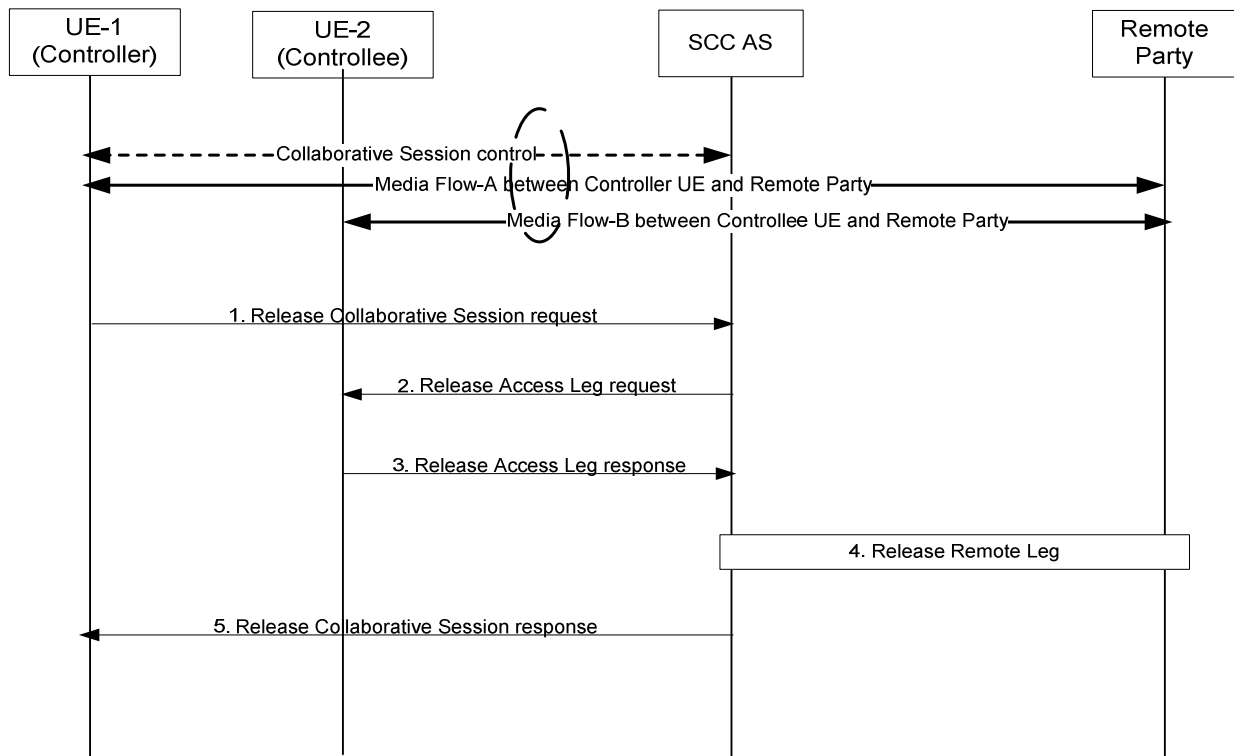 UE-1
(Controller)
UE-2
(Controllee)
SCC AS
Remote
Party
Collaborative Session control
Media Flow-A between Controller UE and Remote Party
Media Flow-B between Controllee UE and Remote Party
1. Release Collaborative Session request
2. Release Access Leg request
3. Release Access Leg response
4. Release Remote Leg
5. Release Collaborative Session response